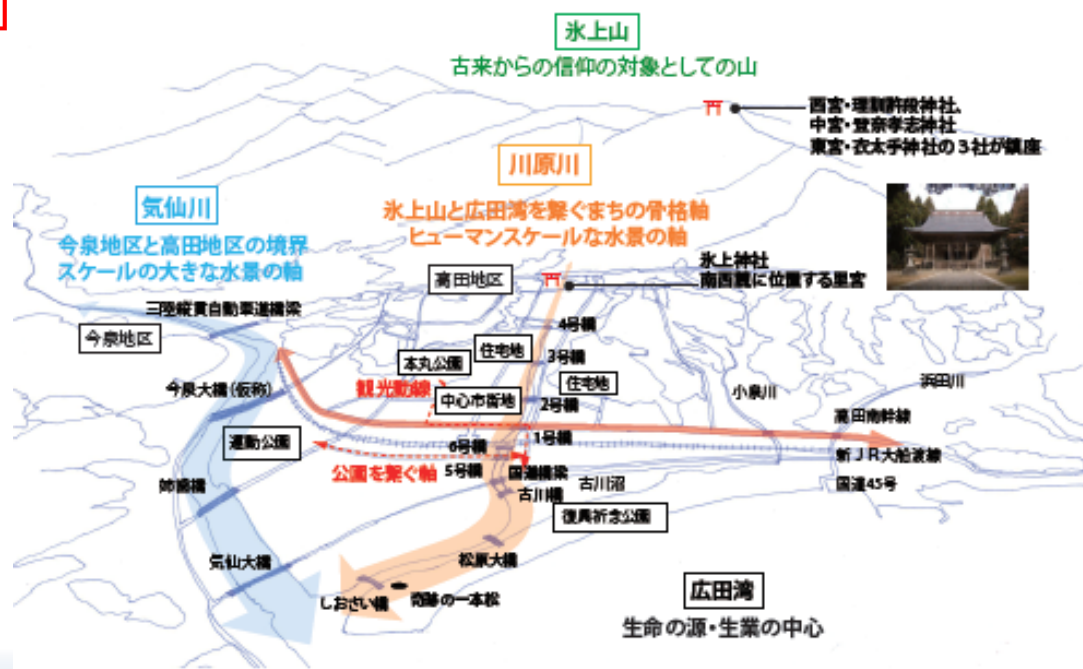 氷上山
古来からの信仰の対象としての山
西宮・理訓許段神社、
中宮・登奈孝志神社
東宮・衣太手神社の3社が鎮座
川原川
氷上山と広田湾を繋ぐまちの骨格軸
ヒューマンスケールな水景の軸
気仙川
今泉地区と高田地区の境界
スケールの大きな水景の軸
氷上神社
南西麓に位置する里宮
高田地区
三陸縦貫自動車道橋梁
今泉地区
4号橋
住宅地
3号橋
本丸公園
住宅地
観光動線
今泉大橋(仮称)
中心市街地
2号橋
小泉川
浜田川
高田南幹線
運動公園
1号橋
6号橋
新JR大船渡線
公園を繋ぐ軸
5号橋
国道橋梁
古川沼
国道45号
姉歯橋
古川橋
復興祈念公園
気仙大橋
松原大橋
しおさい橋
奇跡の一本松
広田湾
生命の源・生業の中心